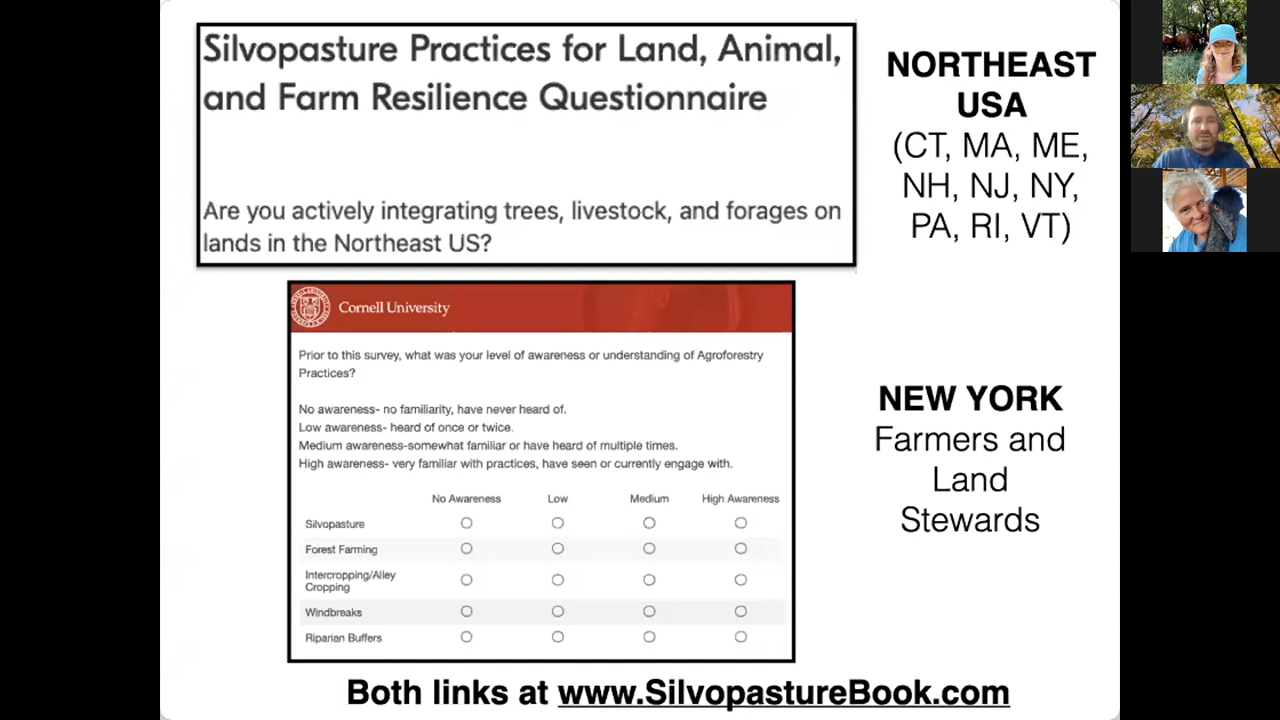 Silvopasture Practices for Land, Animal,
and Farm Resilience Questionnaire
Are you actively integrating trees, livestock, and forages on
lands in the Northeast US?
NORTHEAST
USA
(CT, MA, ME,
NH, NJ, NY,
PA, RI, VT)
Cornell University
Prior to this survey, what was your level of awareness or understanding of Agroforestry
Practices?
No awareness- no familiarity, have never heard of.
Low awareness- heard of once or twice.
Medium awareness-somewhat familiar or have heard of multiple times.
High awareness- very familiar with practices, have seen or currently engage with.
No Awareness Low Medium High Awareness
Silvopasture
Forest Farming
Intercropping/Alley
Cropping
Windbreaks
Riparian Buffers
NEW YORK
Farmers and
Land
Stewards
Both links at www.SilvopastureBook.com